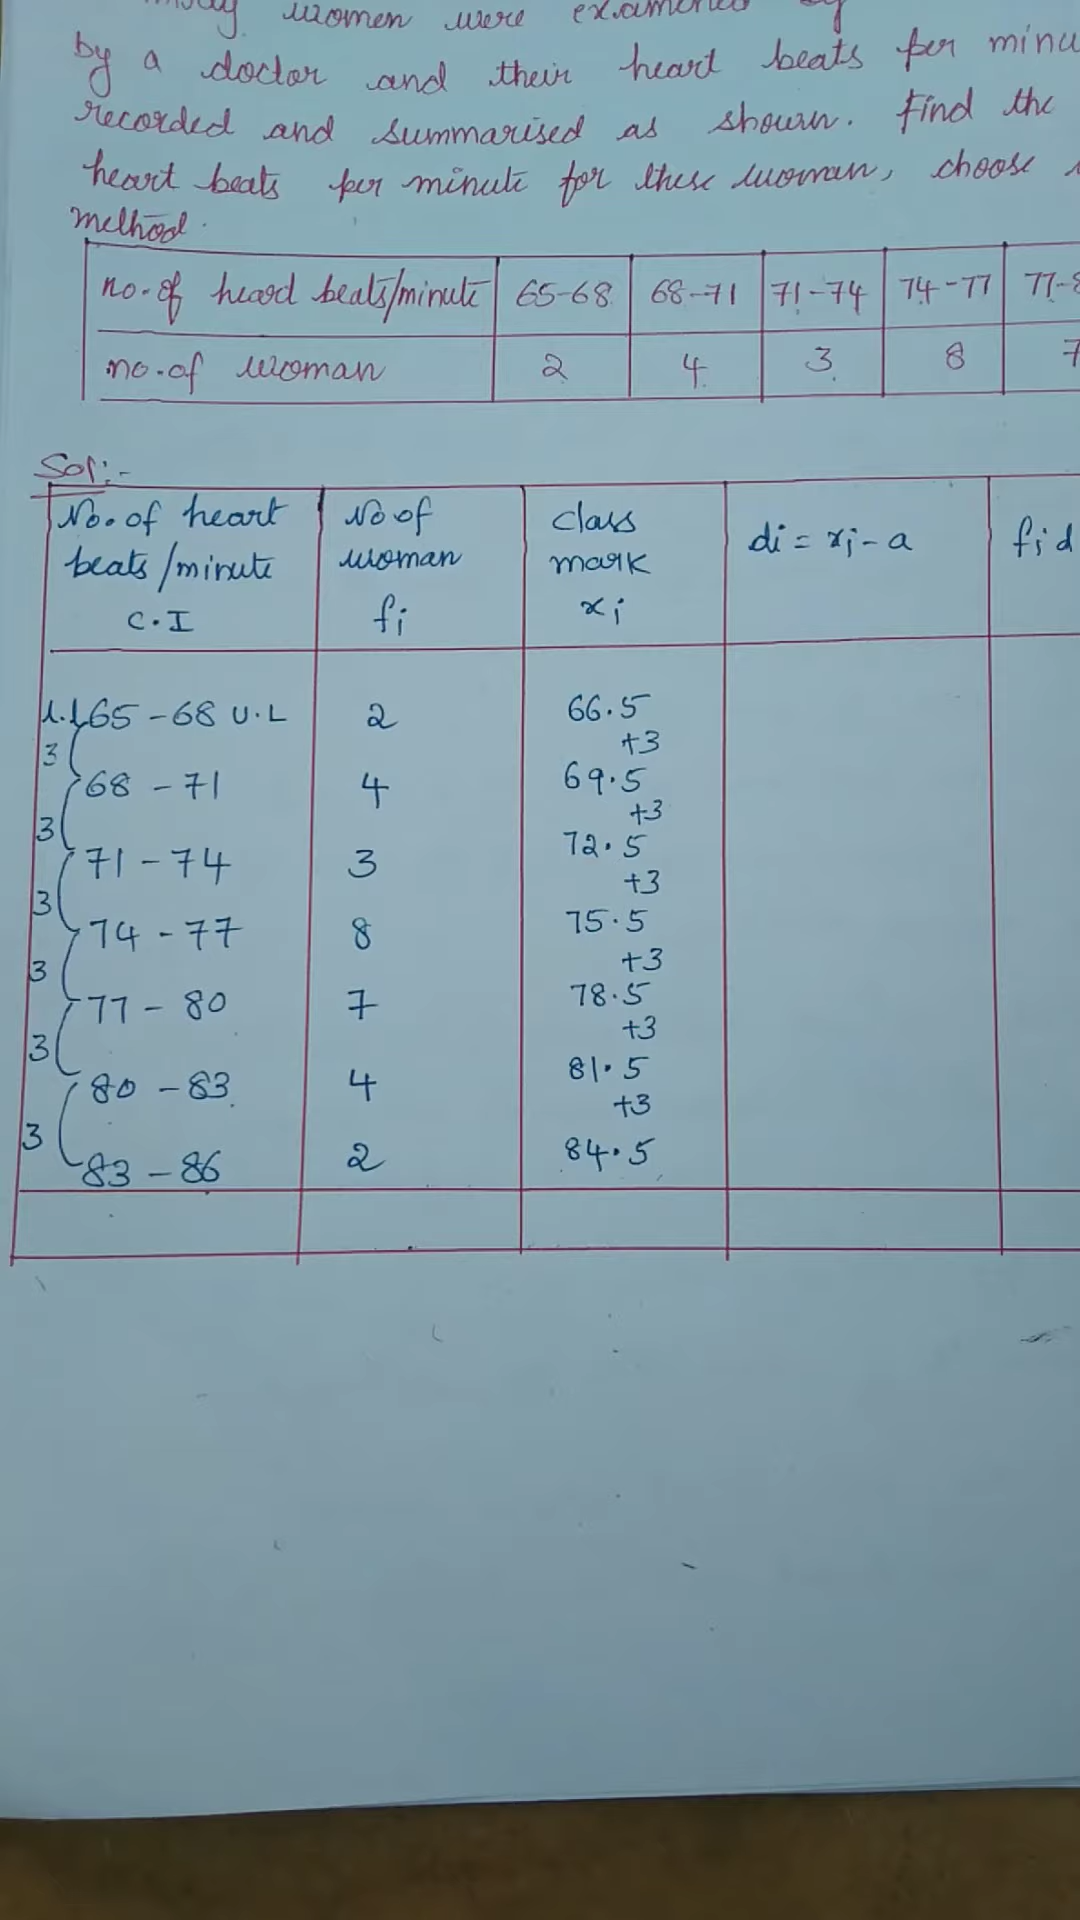 women were examined
by a doctor and their heart beats per minu
recorded and summarised as shown. Find the
heart beats per minute for these woman, choose
method.
no. of heard beats/minute 65-68 68-71 71-74 74-77 77-8
no. of woman 2 4 3 8 7
Sol:-
No. of heart No of class di = xi - a fi d
beats/minute woman mark
C.I fi xi
l.l 65-68 U.L 2 66.5
3 +3
68-71 4 69.5
3 +3
71-74 3 72.5
3 +3
74-77 8 75.5
3 +3
77-80 7 78.5
3 +3
80-83 4 81.5
3 +3
83-86 2 84.5